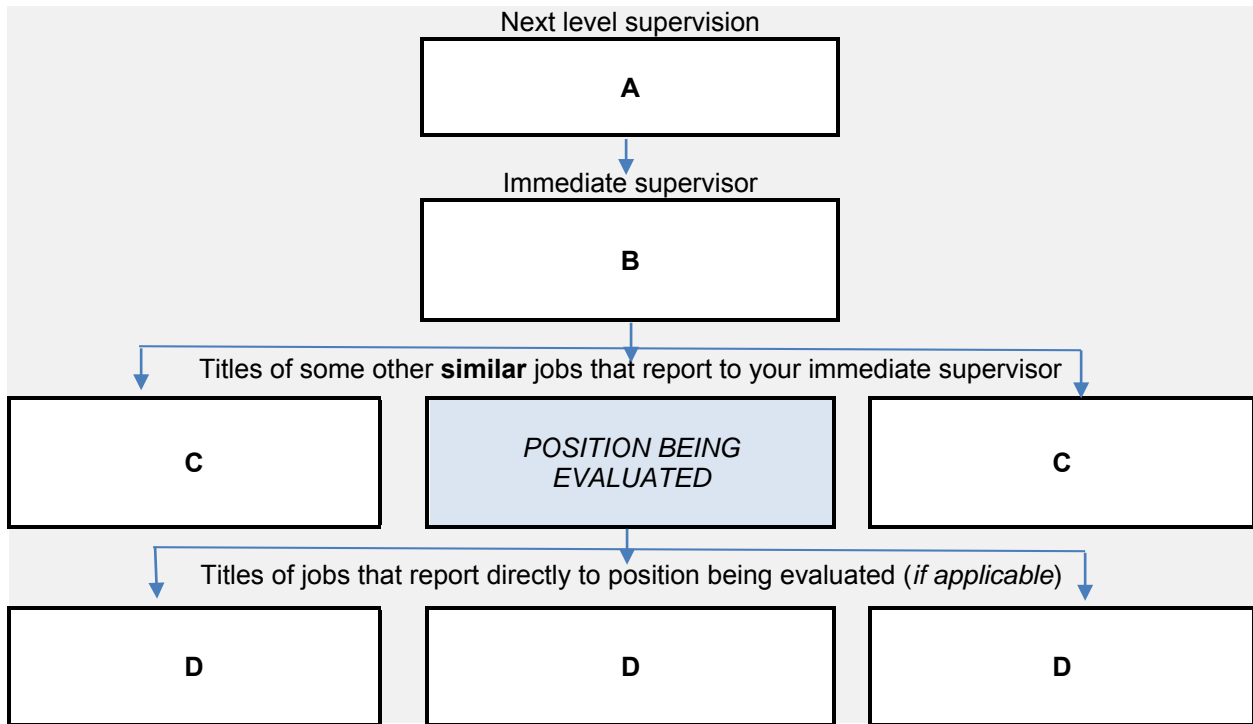 Next level supervision
A
Immediate supervisor
B
Titles of some other similar jobs that report to your immediate supervisor
C
POSITION BEING
EVALUATED
C
Titles of jobs that report directly to position being evaluated (if applicable)
D
D
D